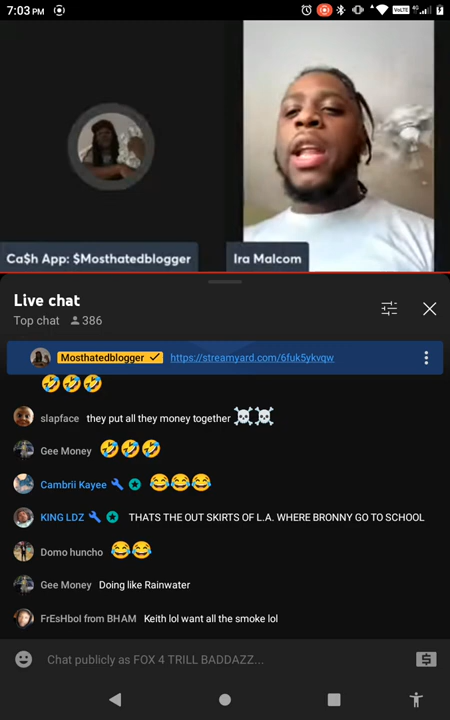 7:03 PM
4G
VoLTE
Ca$h App: $Mosthatedblogger
Ira Malcom
Live chat
Top chat 386
Mosthatedblogger https://streamyard.com/6fuk5ykvqw
🤣🤣🤣
slapface they put all they money together ☠️☠️
Gee Money 🤣🤣🤣
Cambrii Kayee 😂😂😂
KING LDZ THATS THE OUT SKIRTS OF L.A. WHERE BRONNY GO TO SCHOOL
Domo huncho 😂😂
Gee Money Doing like Rainwater
FrEsHboI from BHAM Keith lol want all the smoke lol
Chat publicly as FOX 4 TRILL BADDAZZ...